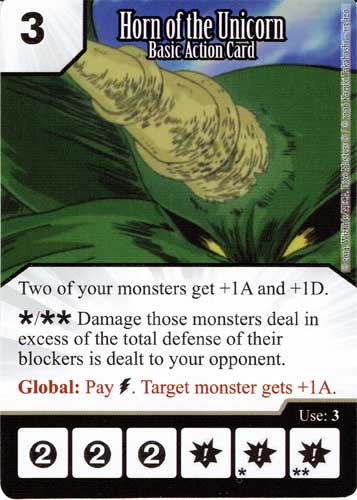 3
Horn of the Unicorn
Basic Action Card
Two of your monsters get +1A and +1D.
*/** Damage those monsters deal in
excess of the total defense of their
blockers is dealt to your opponent.
Global: Pay . Target monster gets +1A.
Use: 3
2 2 2 ! ! !
* **